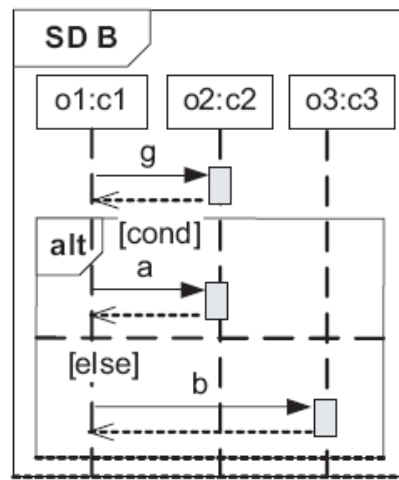 SD B
o1:c1 o2:c2 o3:c3
g
alt [cond]
a
[else]
b